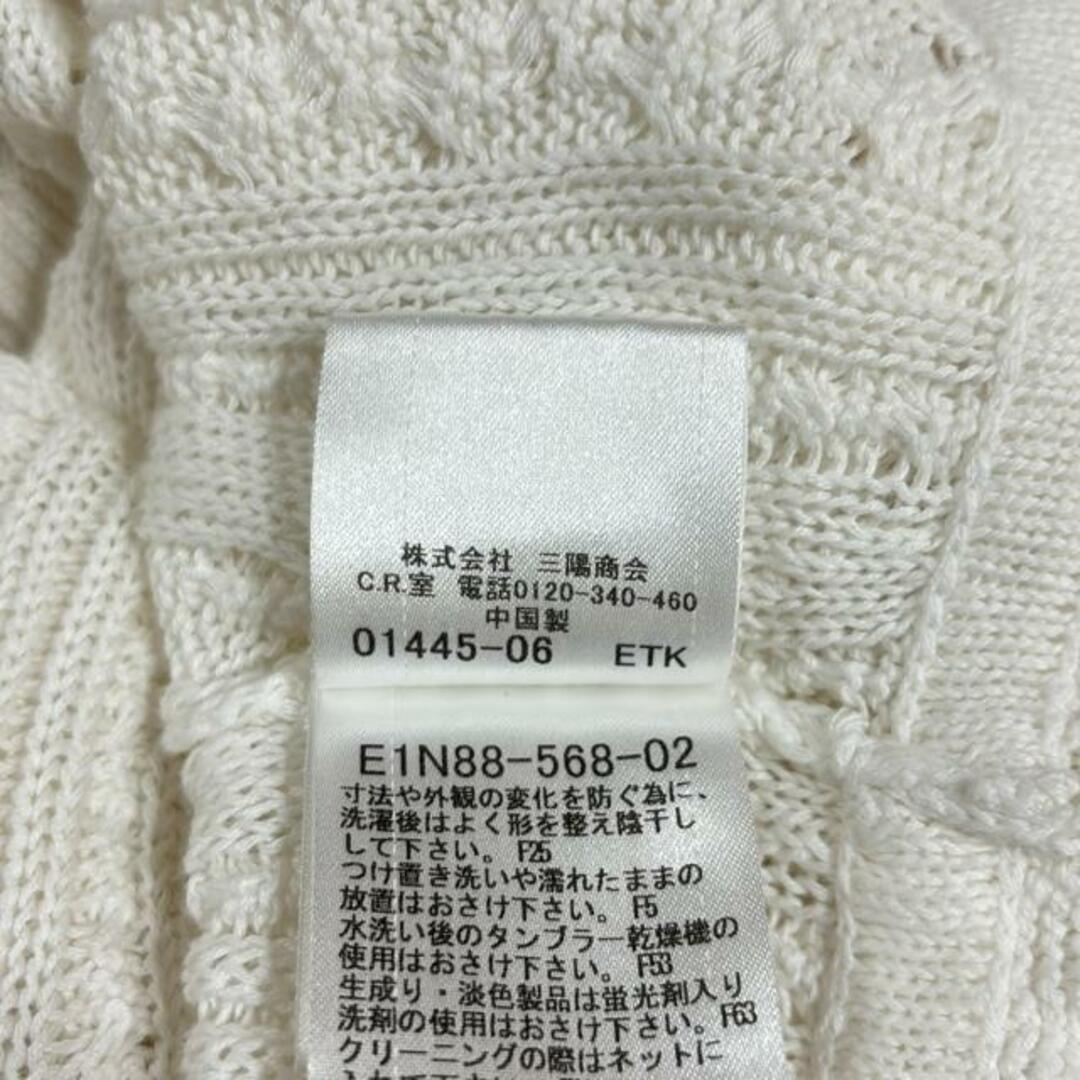 株式会社 三陽商会
C.R.室 電話0120-340-460
中国製
01445-06 ETK
E1N88-568-02
寸法や外観の変化を防ぐ為に、
洗濯後はよく形を整え陰干し
して下さい。 F25
つけ置き洗いや濡れたままの
放置はおさけ下さい。 F5
水洗い後のタンブラー乾燥機の
使用はおさけ下さい。 F53
生成り・淡色製品は蛍光剤入り
洗剤の使用はおさけ下さい。F63
クリーニングの際はネットに
入れて下さい。